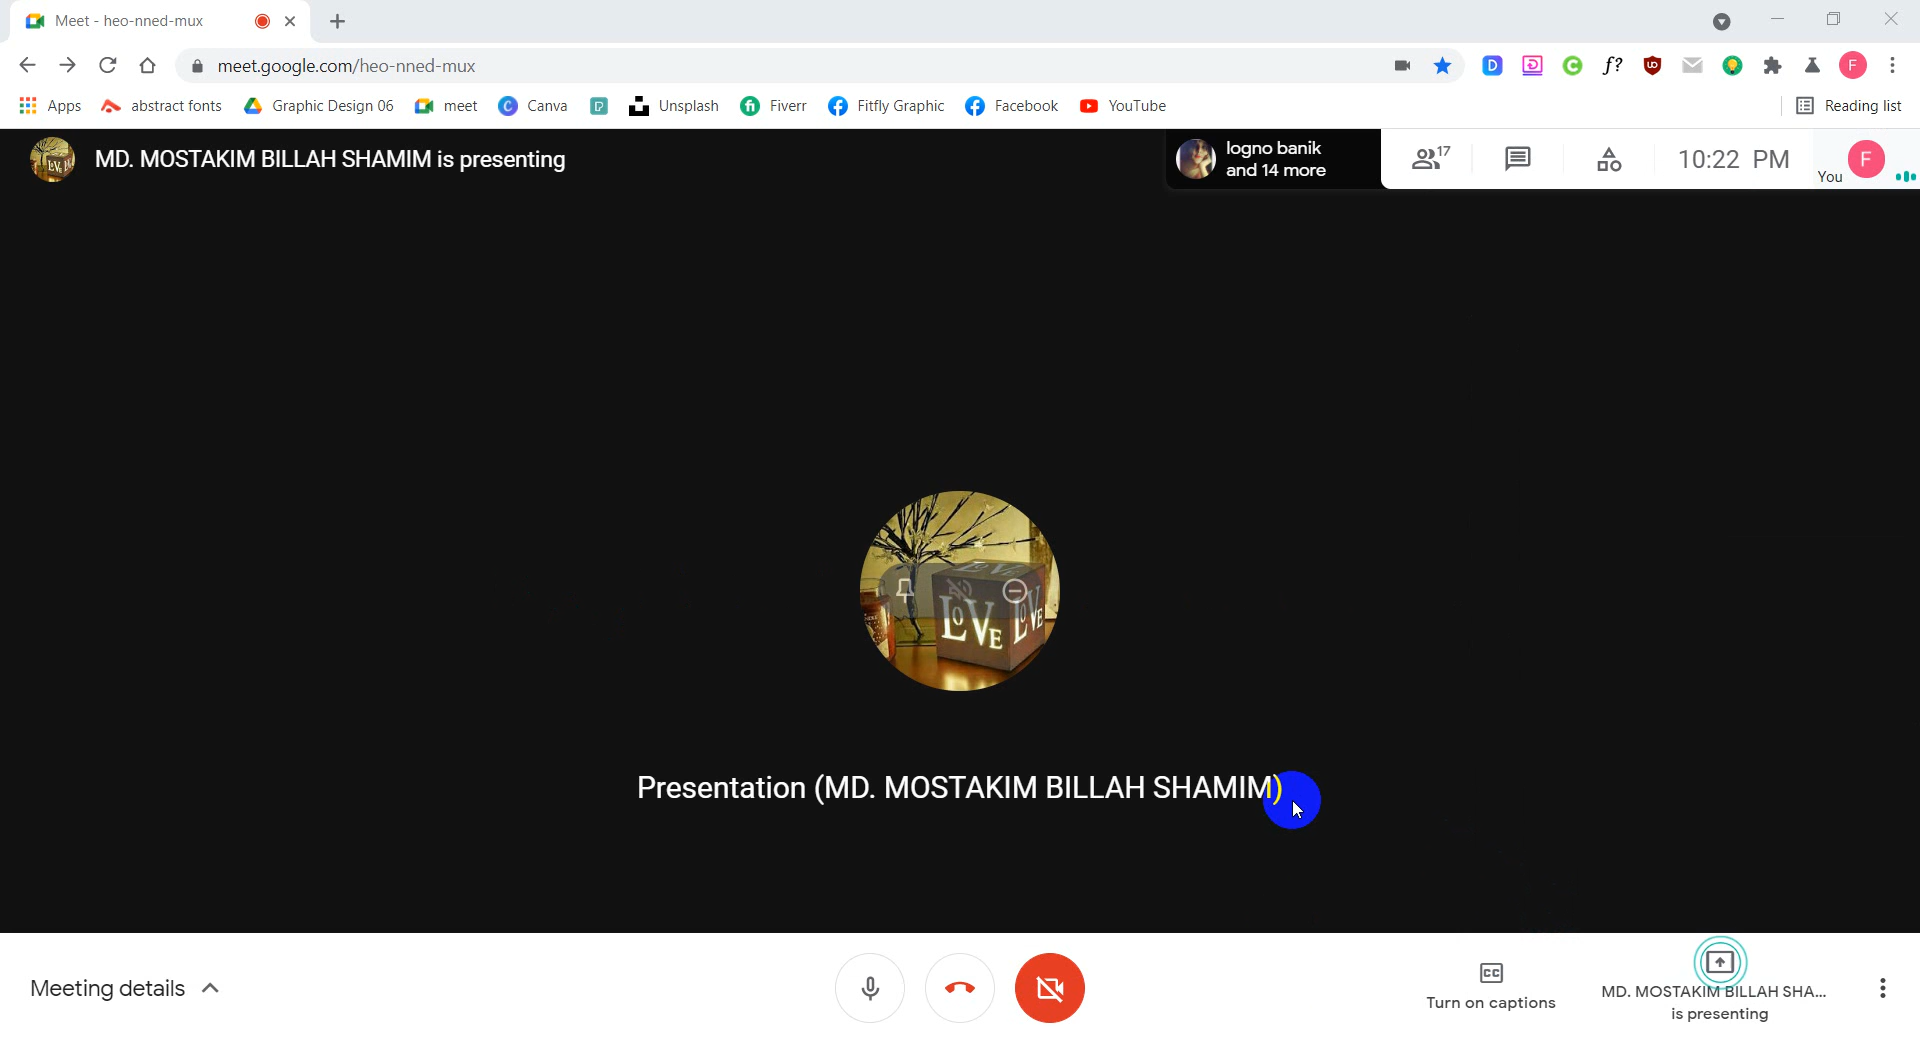 Meet - heo-nned-mux
meet.google.com/heo-nned-mux
Apps abstract fonts Graphic Design 06 meet Canva Unsplash Fiverr Fitfly Graphic Facebook YouTube Reading list
MD. MOSTAKIM BILLAH SHAMIM is presenting
logno banik
and 14 more
17
10:22 PM
You
F
LOVE LOVE
Presentation (MD. MOSTAKIM BILLAH SHAMIM)
Meeting details
CC
Turn on captions
MD. MOSTAKIM BILLAH SHA...
is presenting